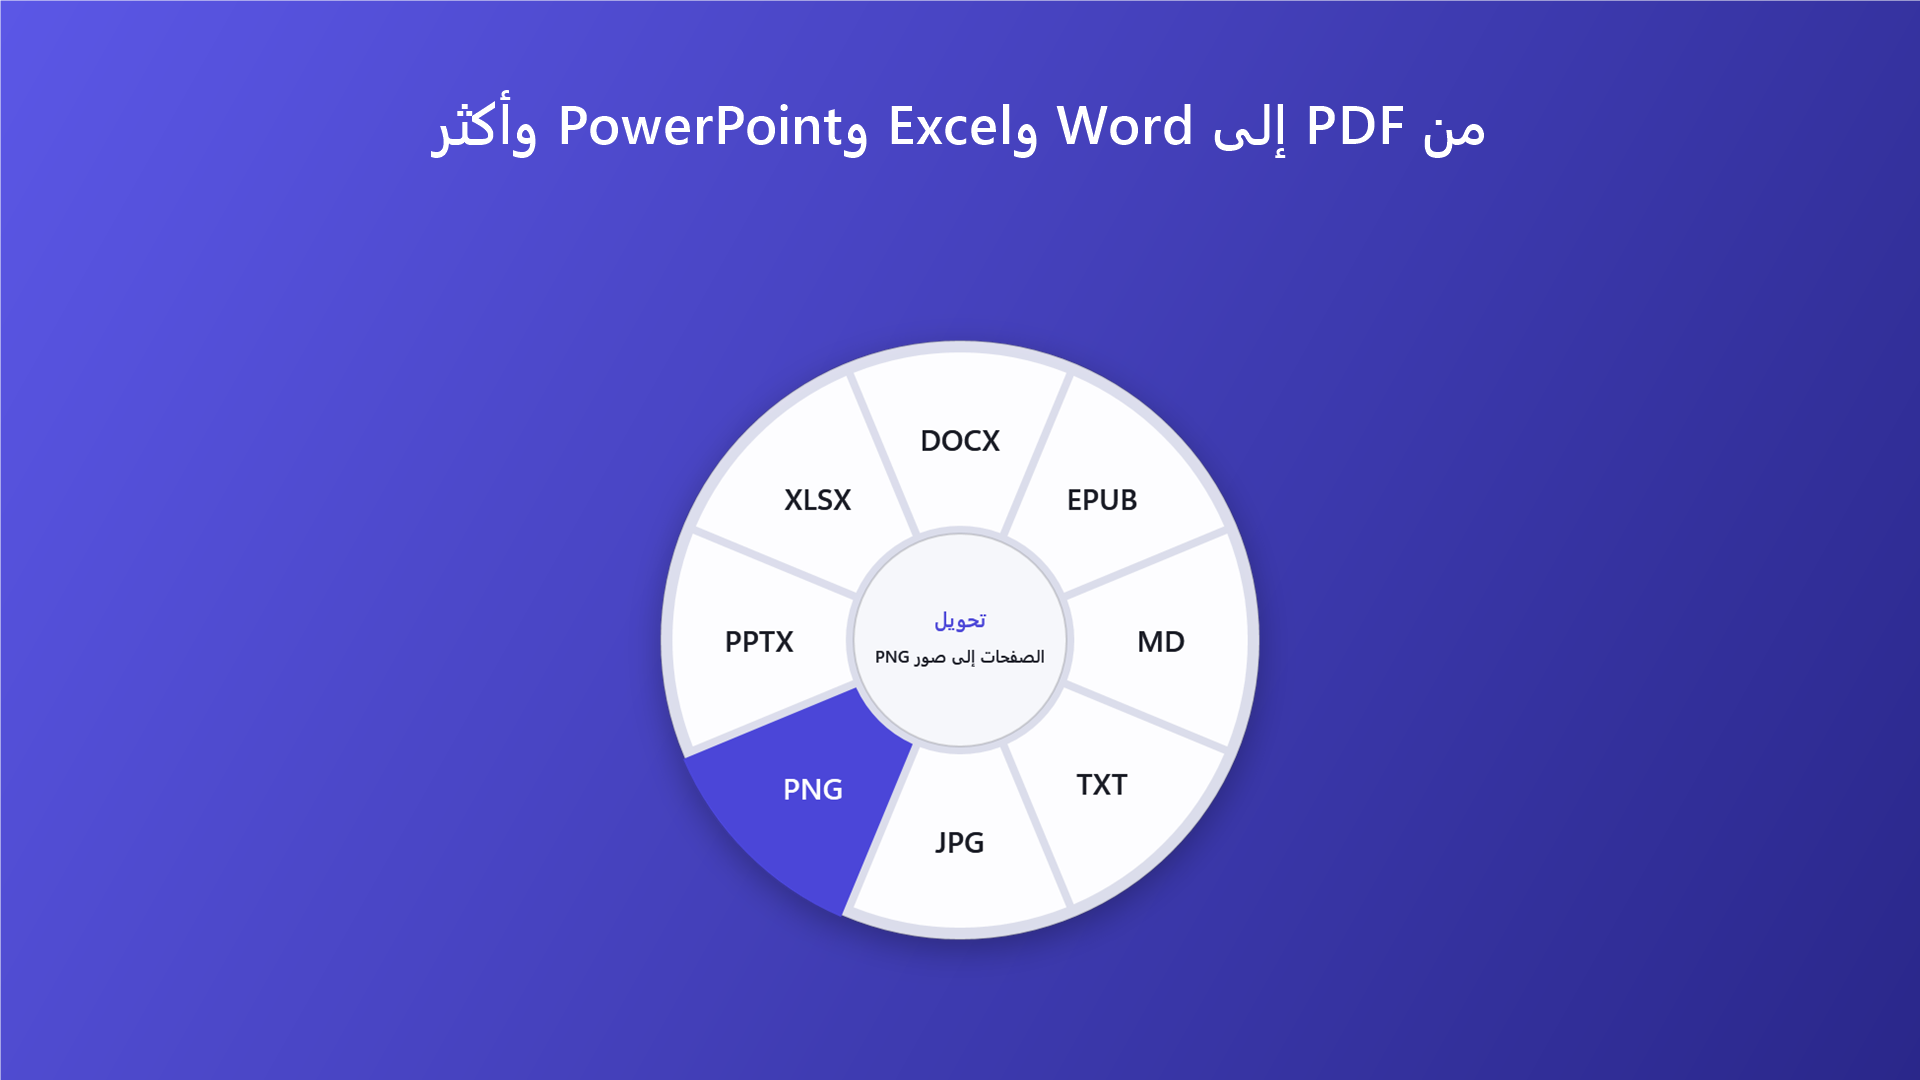 من PDF إلى Word وExcel وPowerPoint وأكثر
DOCX
EPUB
XLSX
تحويل
الصفحات إلى صور PNG
MD
PPTX
TXT
PNG
JPG